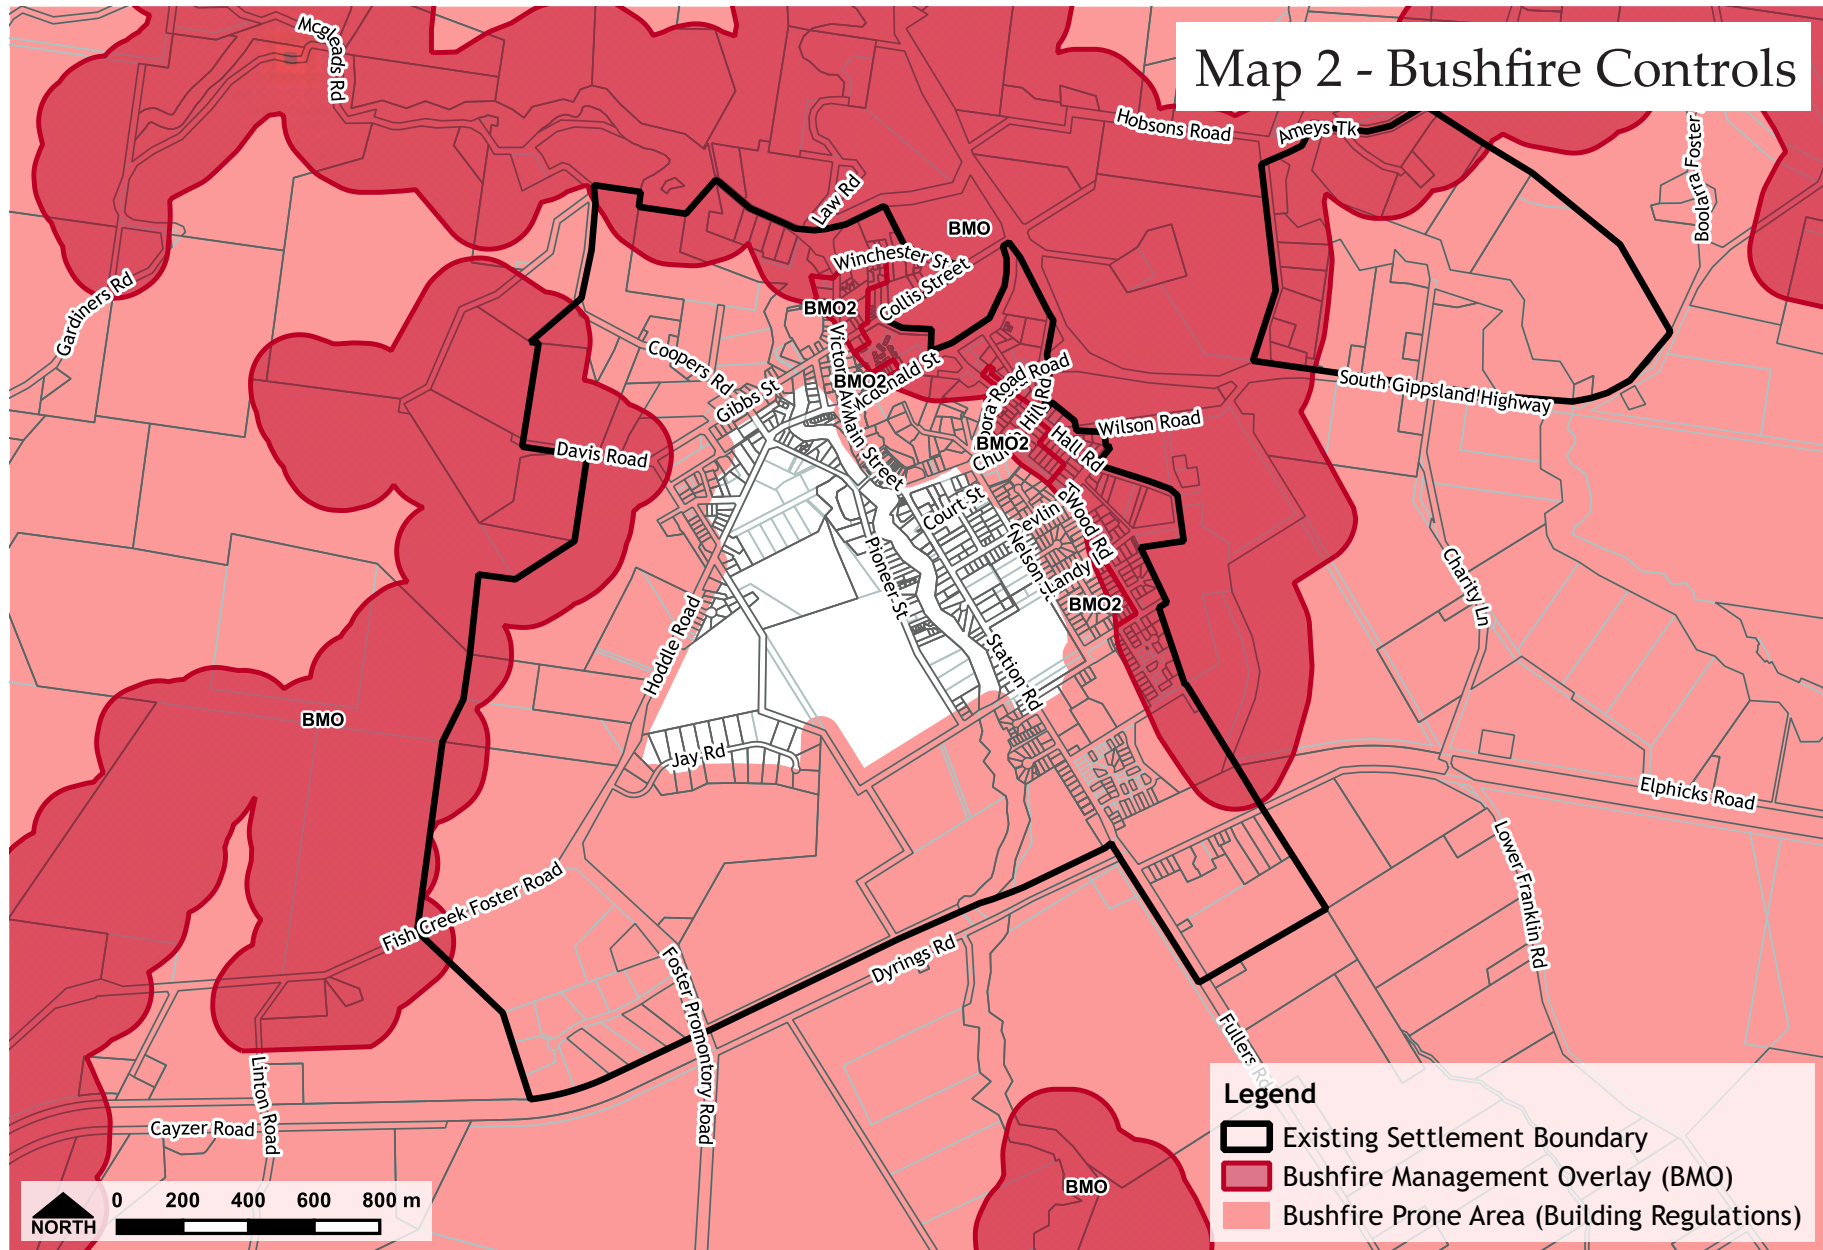 Map 2 - Bushfire Controls
Mcgleads Rd
Hobsons Road
Ameys Tk
Boolarra Foster
Law Rd
BMO
Winchester St
Collis Street
Gardiners Rd
BMO2
Coopers Rd
Gibbs St
BMO2
Mcdonald St
Road
Road
Hill Rd
South Gippsland Highway
Main Street
BMO2
Hall Rd
Wilson Road
Davis Road
Court St
Wood Rd
Nelson St
Pioneer St
Charity Ln
BMO2
Hoddle Road
Station Rd
BMO
Jay Rd
Elphicks Road
Lower Franklin Rd
Fish Creek Foster Road
Dyrings Rd
Foster Promontory Road
Fullers Rd
Linton Road
Cayzer Road
BMO
Legend
Existing Settlement Boundary
Bushfire Management Overlay (BMO)
Bushfire Prone Area (Building Regulations)
0 200 400 600 800 m
NORTH